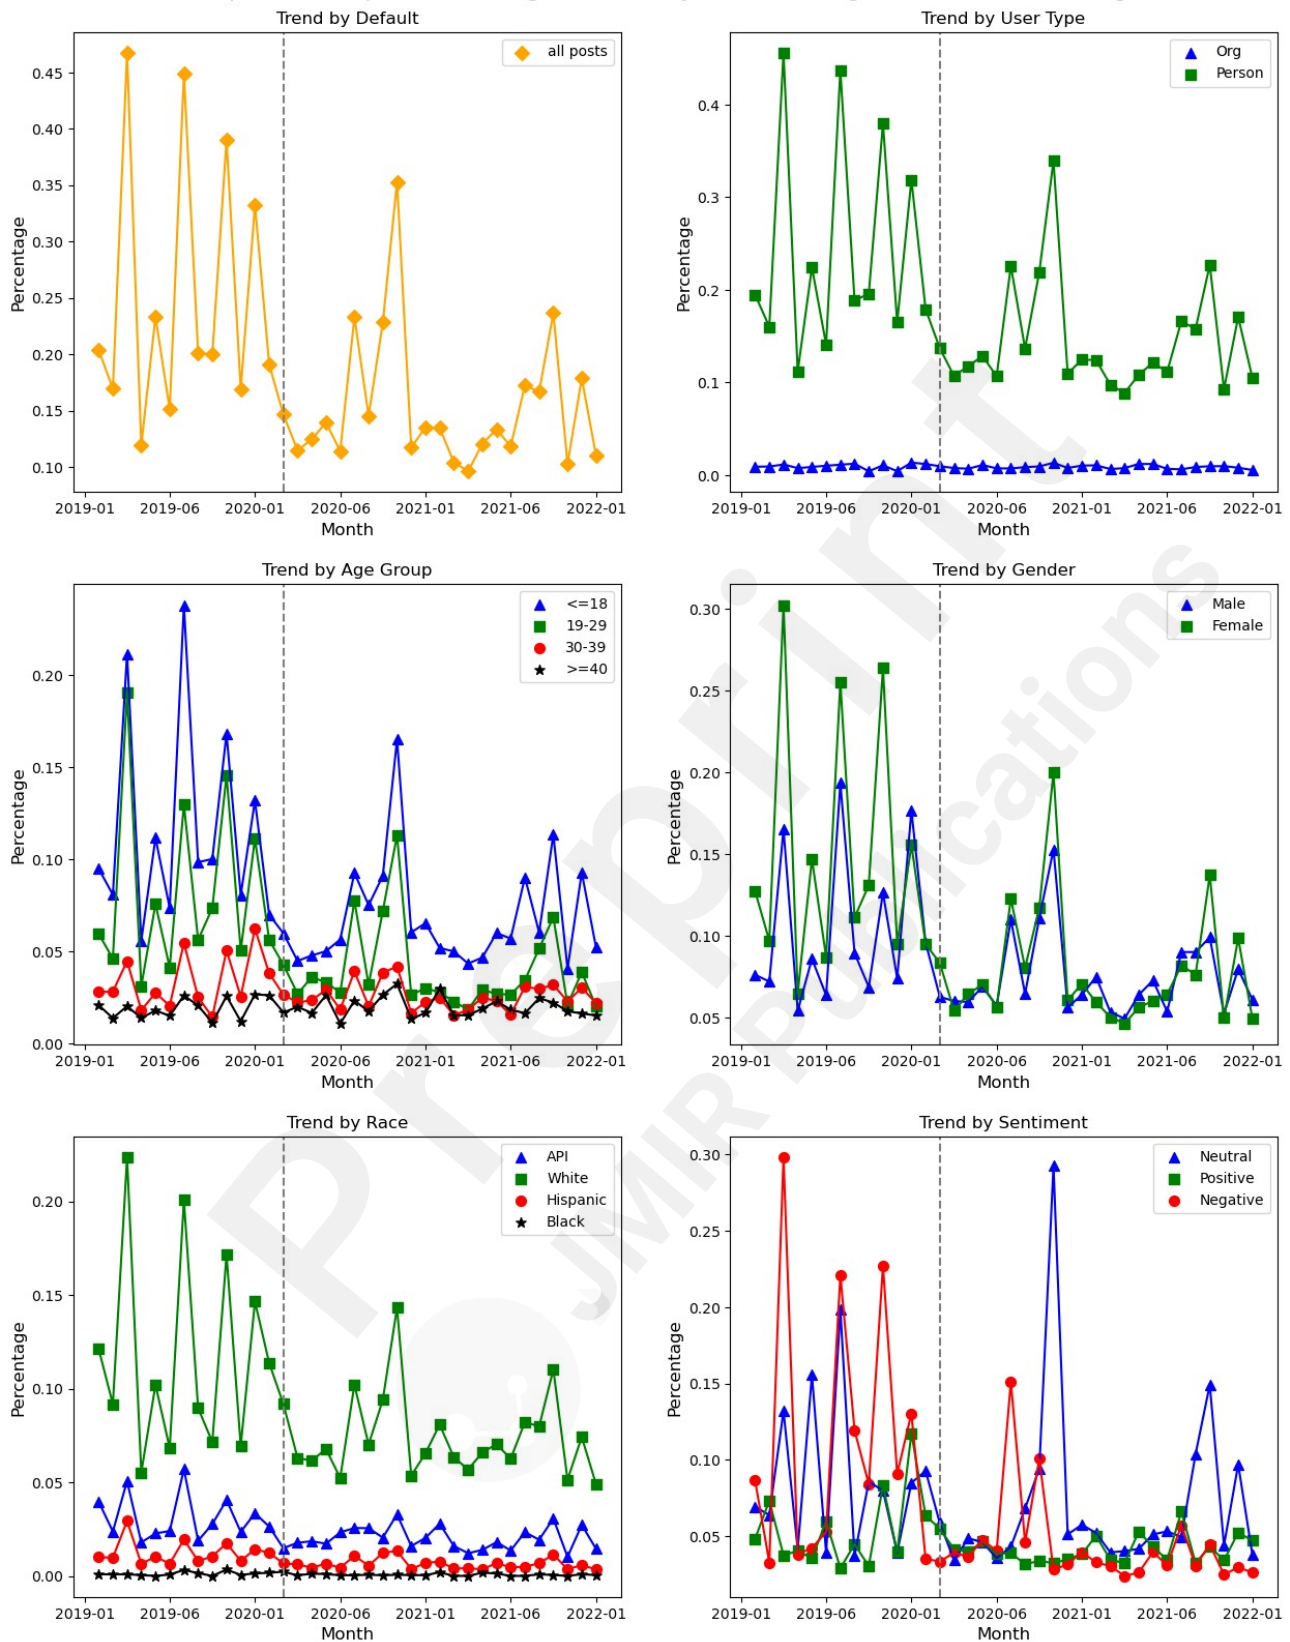 Trend by Default
0.45
0.40
0.35
0.30
0.25
0.20
0.15
0.10
Percentage
all posts
2019-01 2019-06 2020-01 2020-06 2021-01 2021-06 2022-01
Month
Trend by User Type
0.4
0.3
0.2
0.1
0.0
Percentage
Org
Person
2019-01 2019-06 2020-01 2020-06 2021-01 2021-06 2022-01
Month
Trend by Age Group
0.20
0.15
0.10
0.05
0.00
Percentage
<=18
19-29
30-39
>=40
2019-01 2019-06 2020-01 2020-06 2021-01 2021-06 2022-01
Month
Trend by Gender
0.30
0.25
0.20
0.15
0.10
0.05
Percentage
Male
Female
2019-01 2019-06 2020-01 2020-06 2021-01 2021-06 2022-01
Month
Trend by Race
0.20
0.15
0.10
0.05
0.00
Percentage
API
White
Hispanic
Black
2019-01 2019-06 2020-01 2020-06 2021-01 2021-06 2022-01
Month
Trend by Sentiment
0.30
0.25
0.20
0.15
0.10
0.05
Percentage
Neutral
Positive
Negative
2019-01 2019-06 2020-01 2020-06 2021-01 2021-06 2022-01
Month
Preprint
JMIR Publications